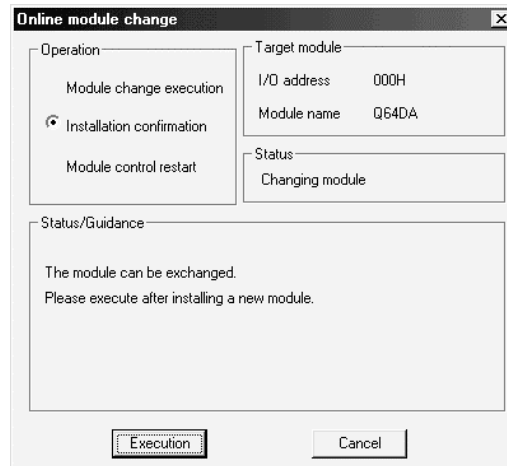 Online module change
Operation
Module change execution
Installation confirmation
Module control restart
Target module
I/O address 000H
Module name Q64DA
Status
Changing module
Status/Guidance
The module can be exchanged.
Please execute after installing a new module.
Execution Cancel